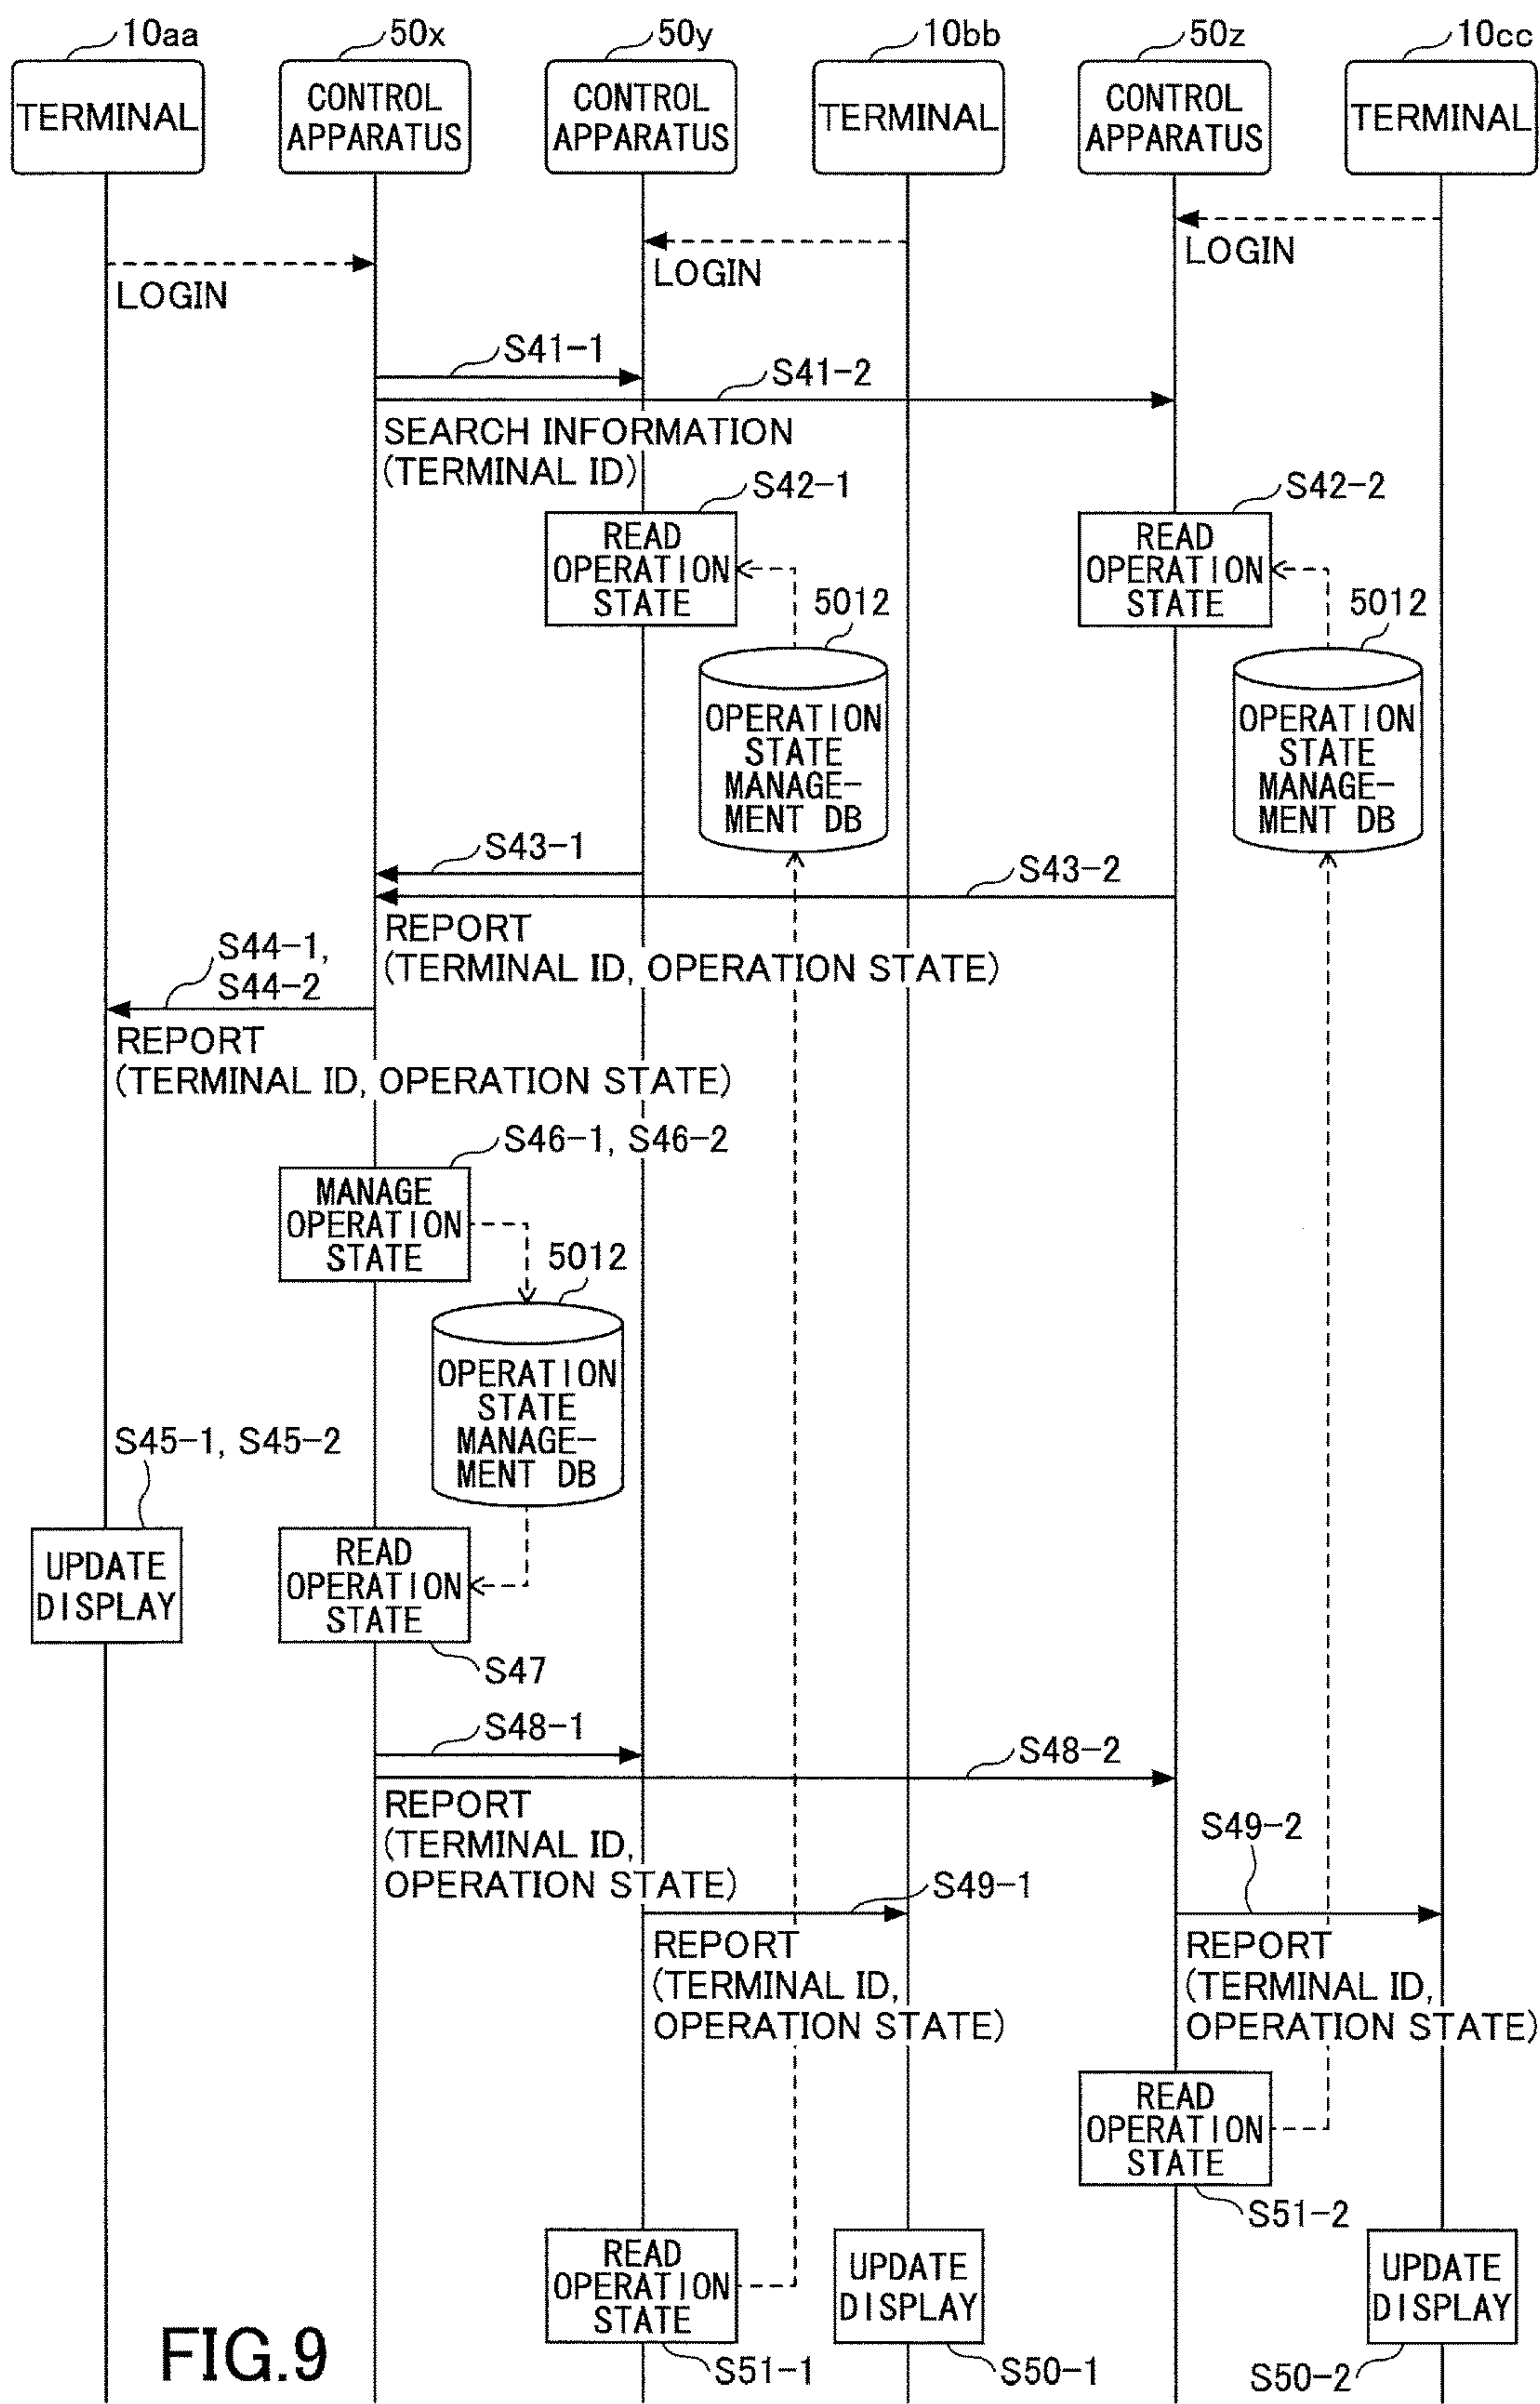 10aa
50x
50y
10bb
50z
10cc
TERMINAL
CONTROL
APPARATUS
CONTROL
APPARATUS
TERMINAL
CONTROL
APPARATUS
TERMINAL
LOGIN
LOGIN
LOGIN
S41-1
S41-2
SEARCH INFORMATION
(TERMINAL ID)
S42-1
S42-2
READ
OPERATION
STATE
READ
OPERATION
STATE
5012
5012
OPERATION
STATE
MANAGE-
MENT DB
OPERATION
STATE
MANAGE-
MENT DB
S43-1
S43-2
REPORT
(TERMINAL ID, OPERATION STATE)
S44-1,
S44-2
REPORT
(TERMINAL ID, OPERATION STATE)
S46-1, S46-2
MANAGE
OPERATION
STATE
5012
OPERATION
STATE
MANAGE-
MENT DB
S45-1, S45-2
UPDATE
DISPLAY
READ
OPERATION
STATE
S47
S48-1
S48-2
REPORT
(TERMINAL ID,
OPERATION STATE)
S49-1
S49-2
REPORT
(TERMINAL ID,
OPERATION STATE)
REPORT
(TERMINAL ID,
OPERATION STATE)
READ
OPERATION
STATE
S51-2
READ
OPERATION
STATE
UPDATE
DISPLAY
UPDATE
DISPLAY
S51-1
S50-1
S50-2
FIG.9